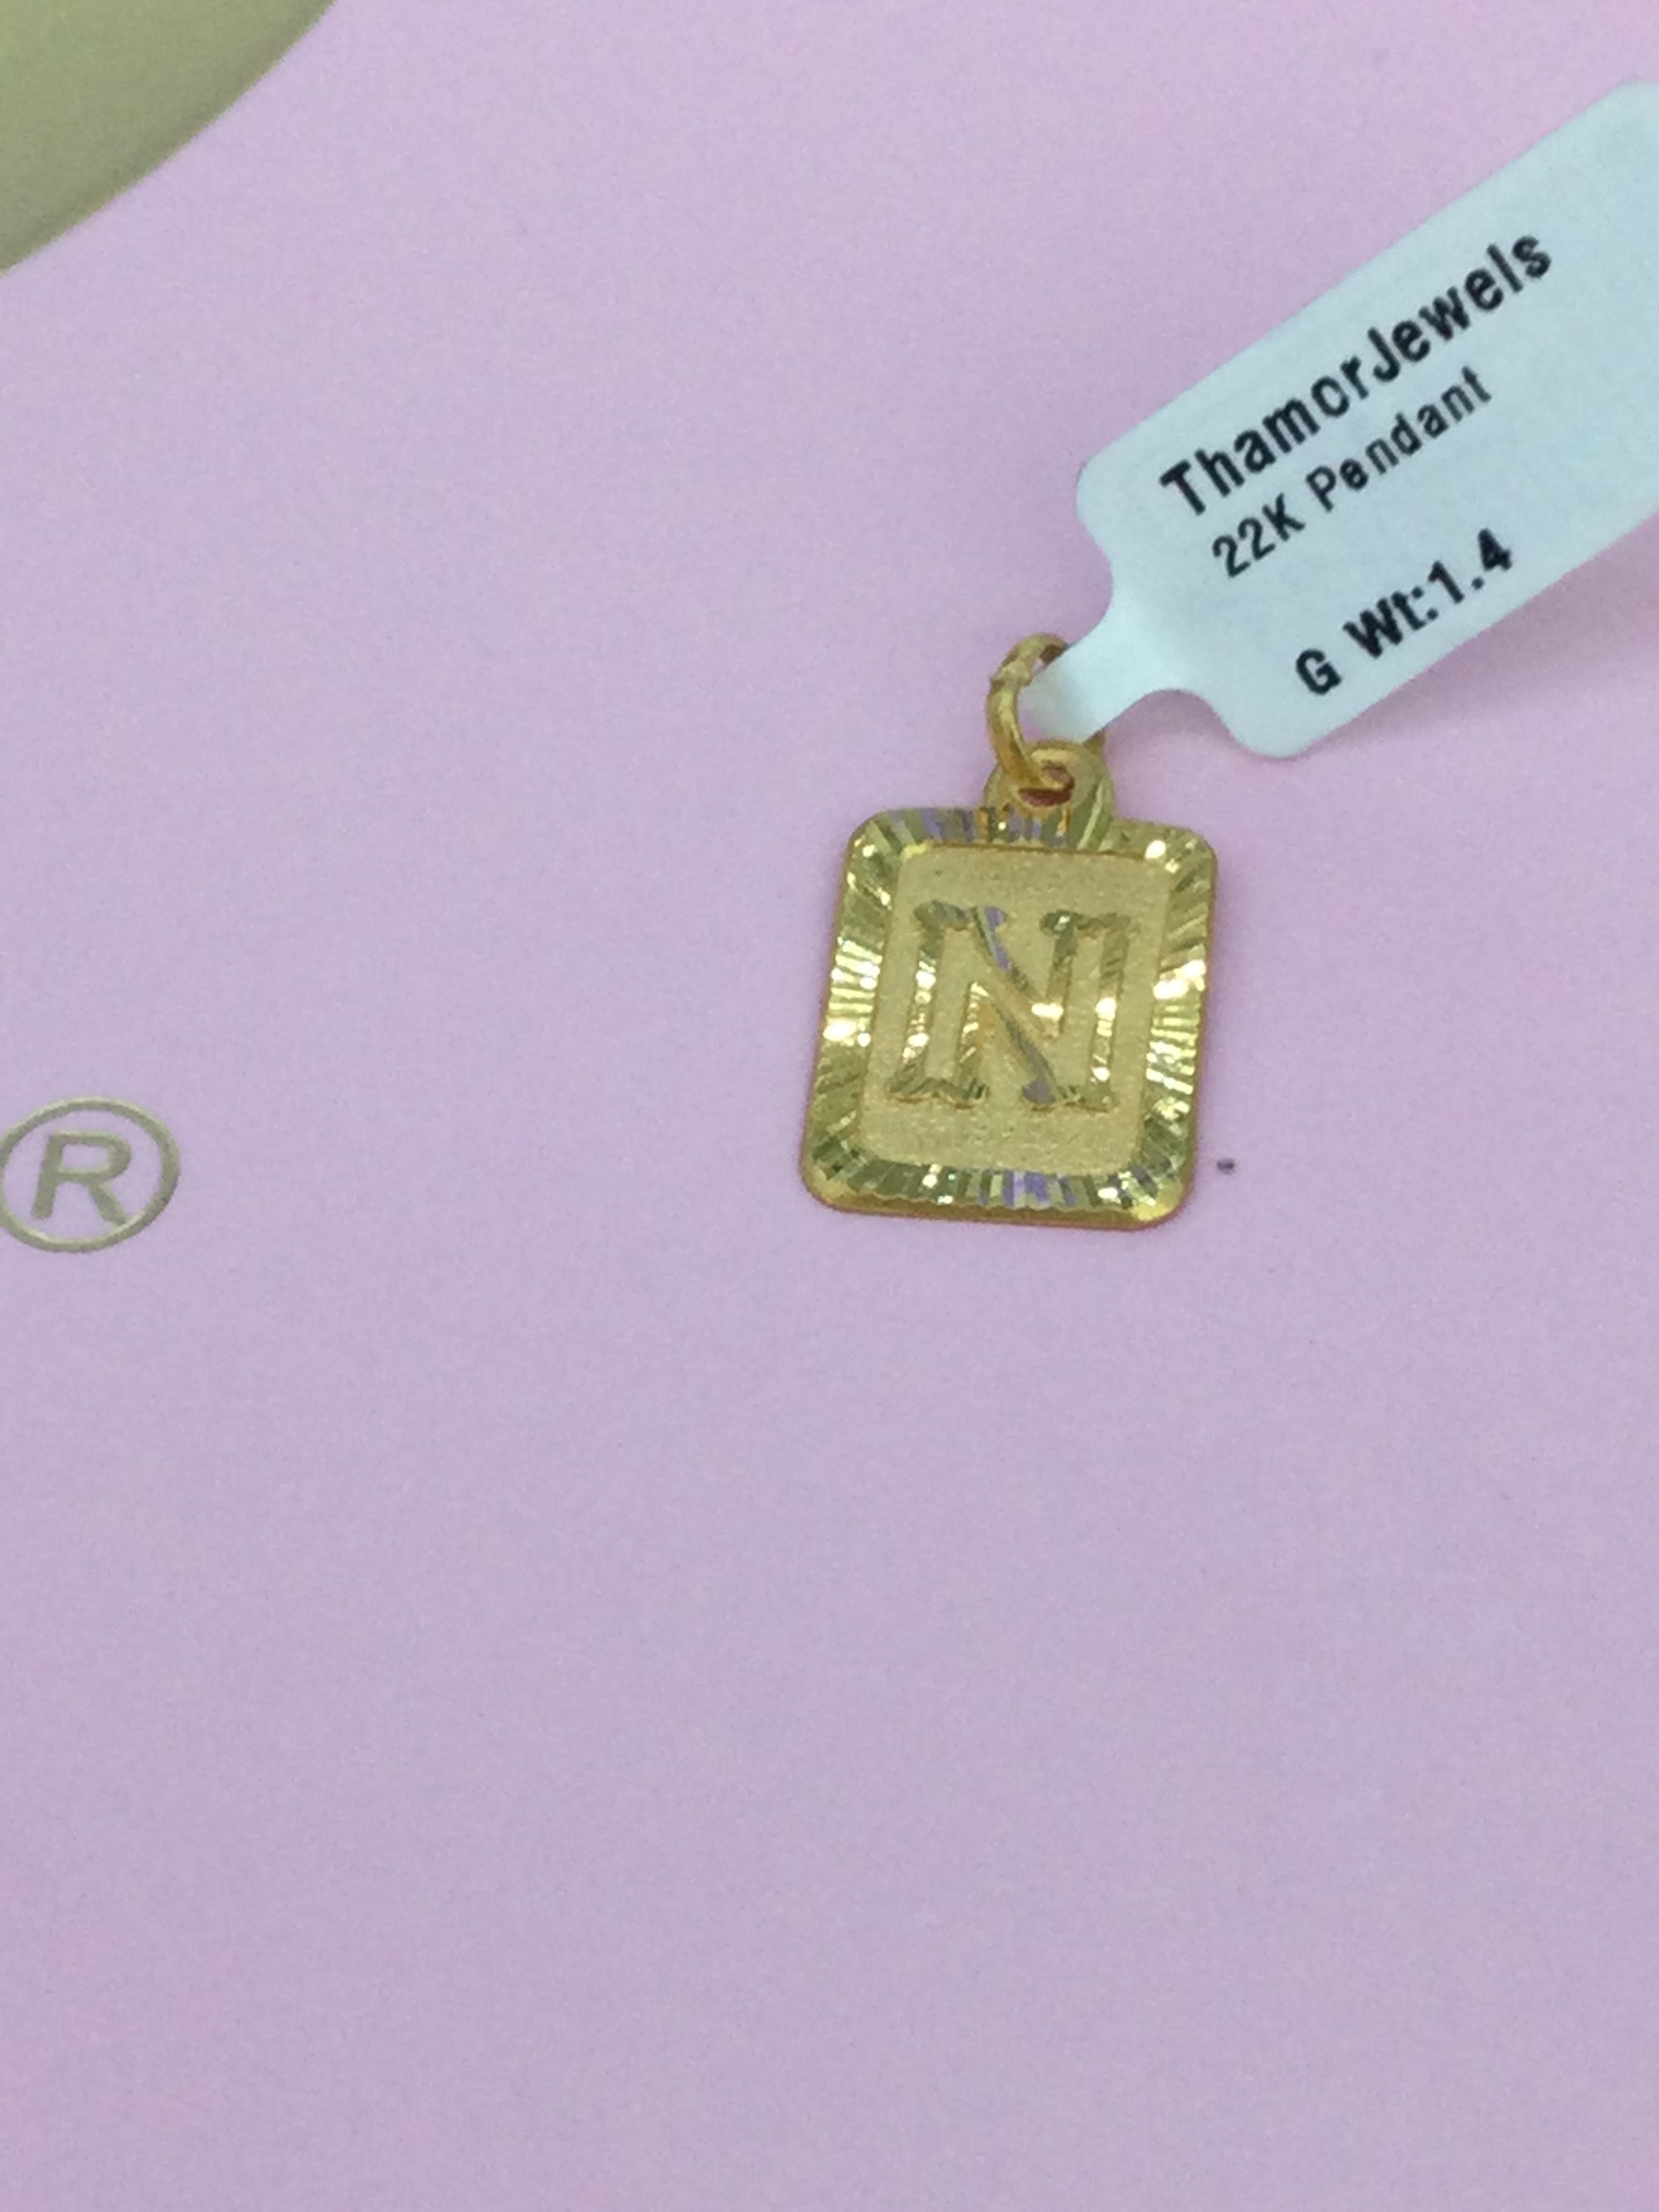 ThamorJewels
22K Pendant
G Wt:1.4
N
®